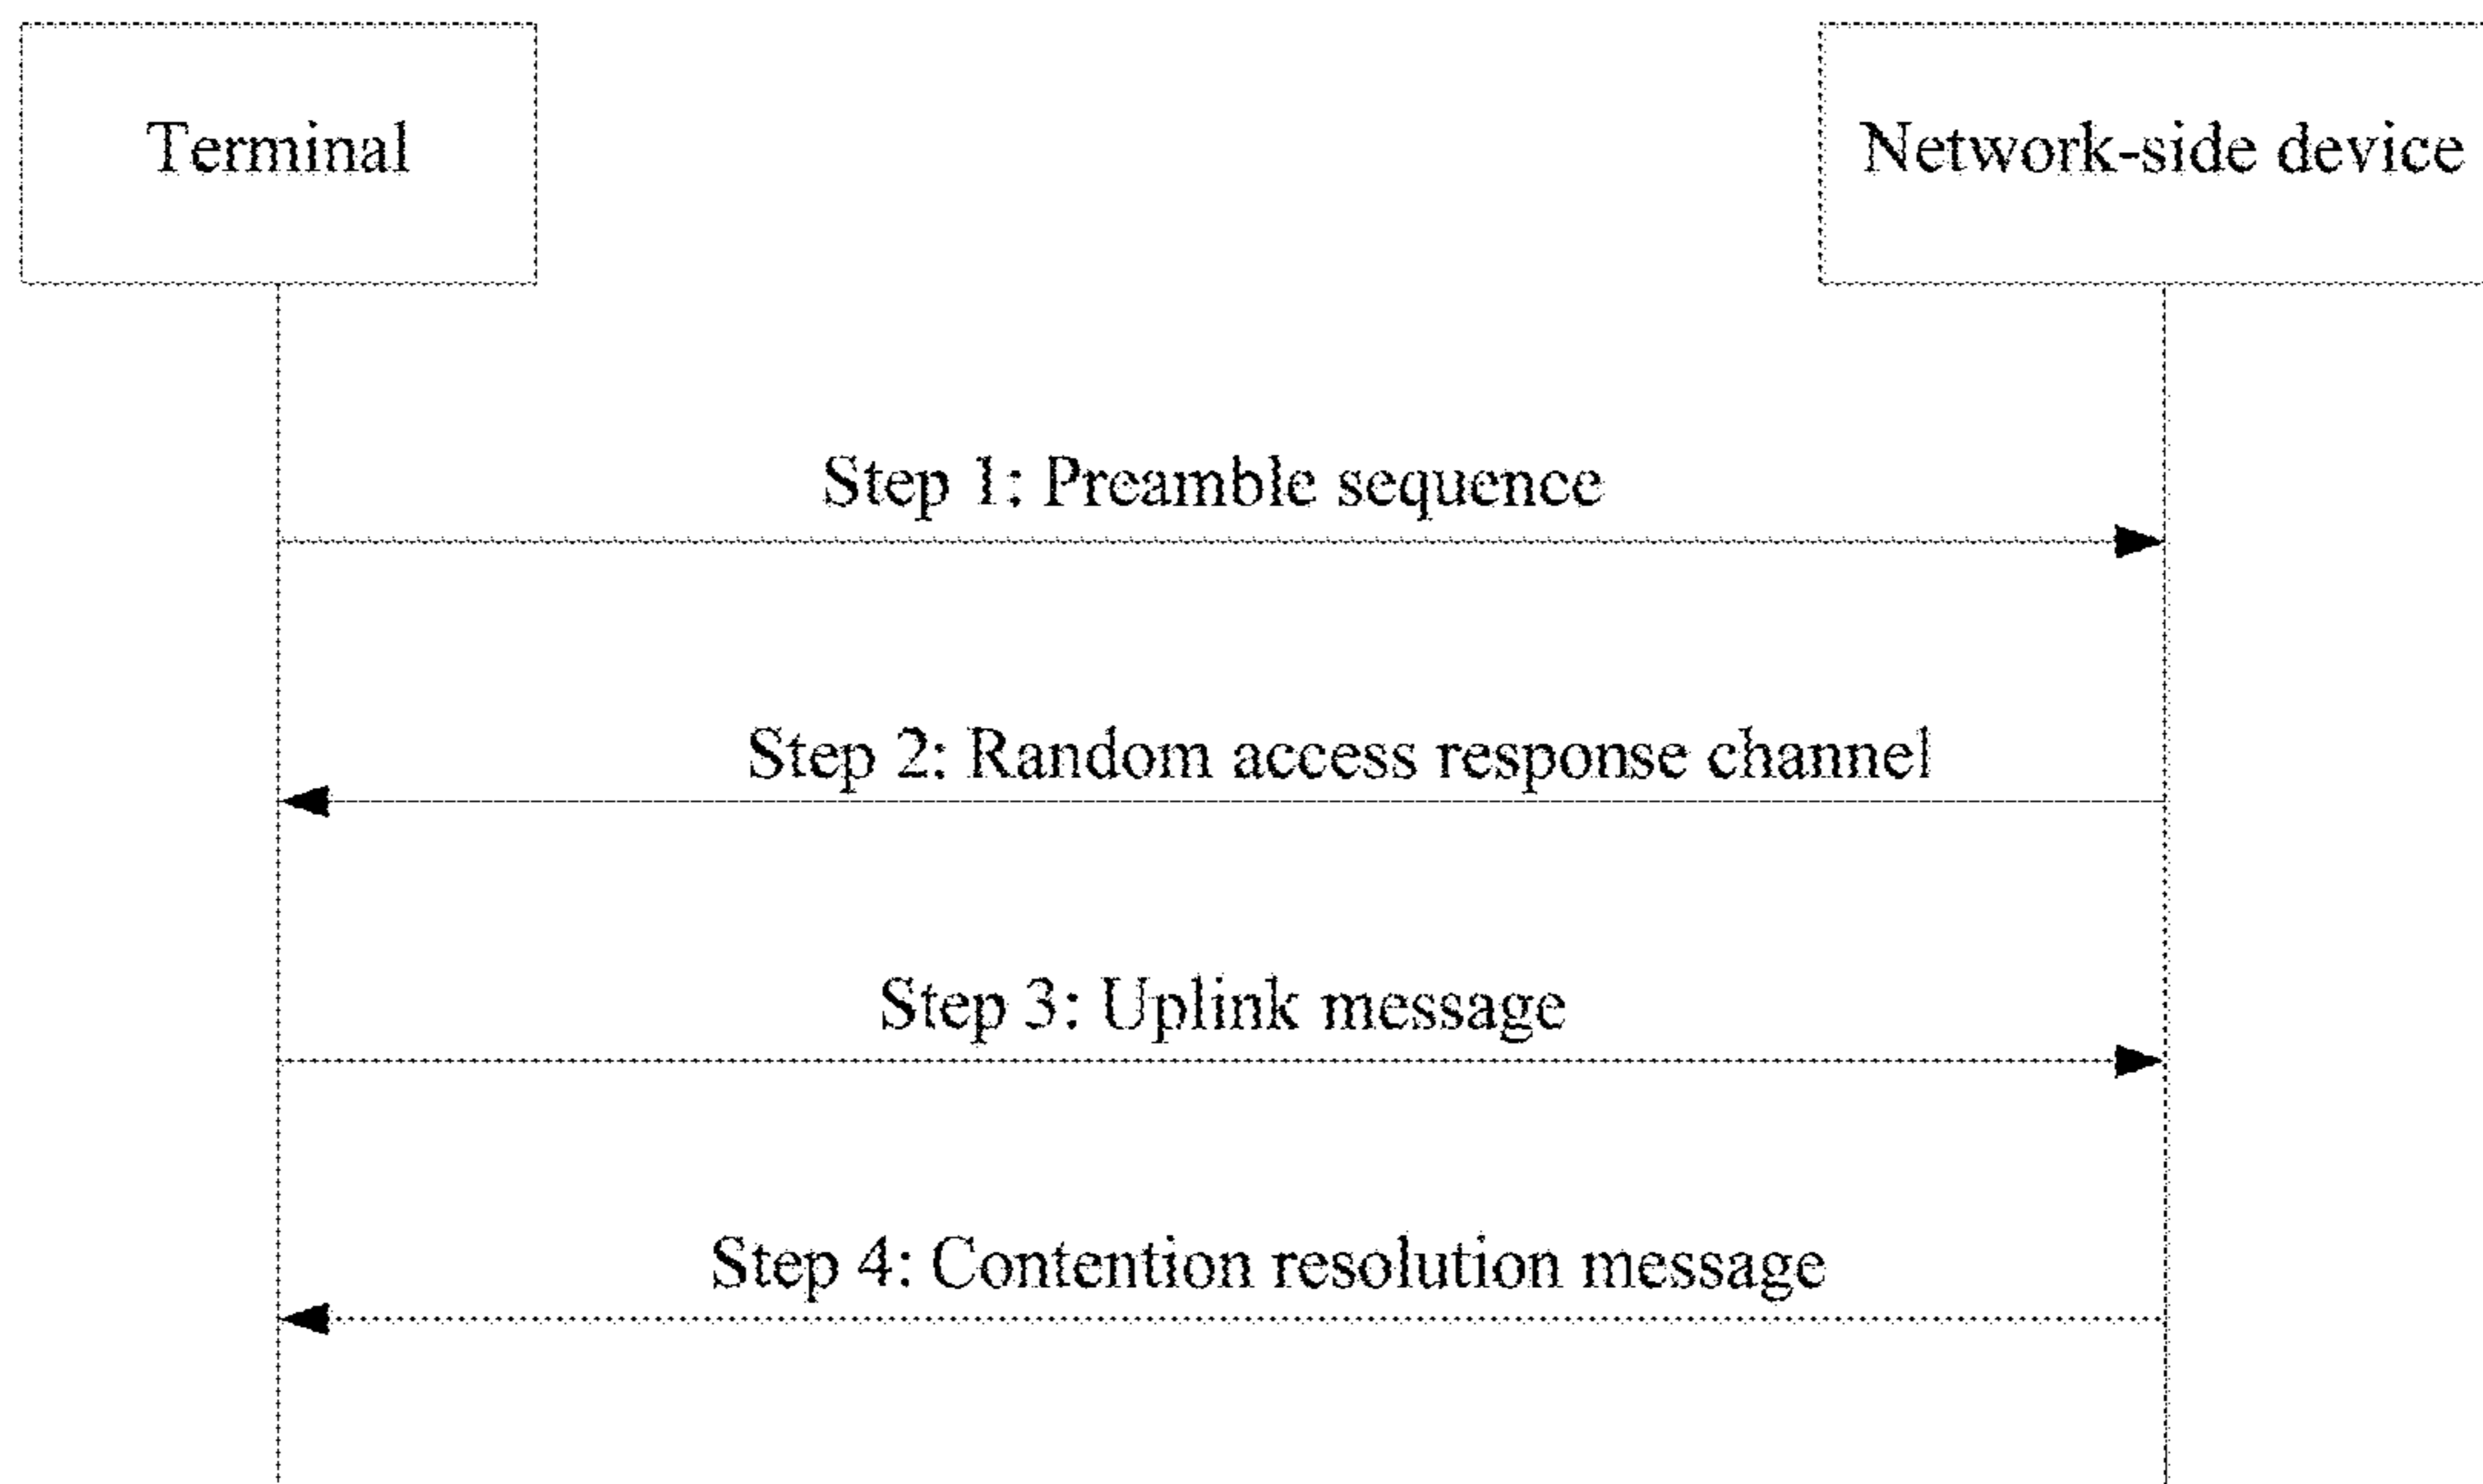 Terminal
Network-side device
Step 1: Preamble sequence
Step 2: Random access response channel
Step 3: Uplink message
Step 4: Contention resolution message